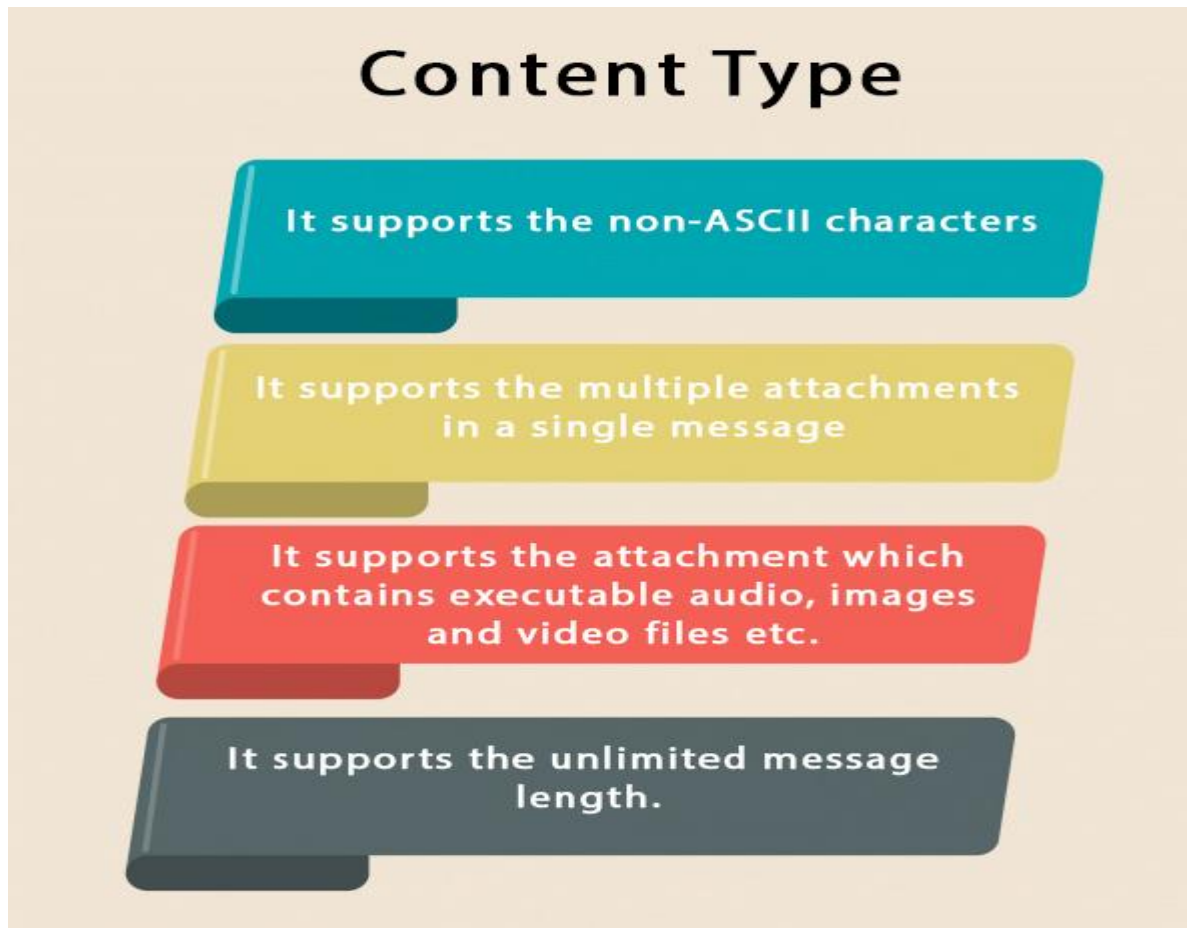 Content Type
It supports the non-ASCII characters
It supports the multiple attachments
in a single message
It supports the attachment which
contains executable audio, images
and video files etc.
It supports the unlimited message
length.